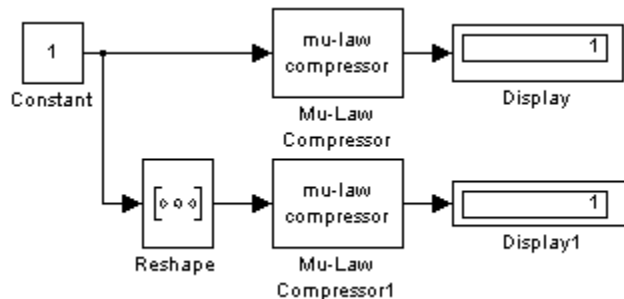 1
Constant
mu-law
compressor
Mu-Law
Compressor
1
Display
[∘∘∘]
Reshape
mu-law
compressor
Mu-Law
Compressor1
1
Display1